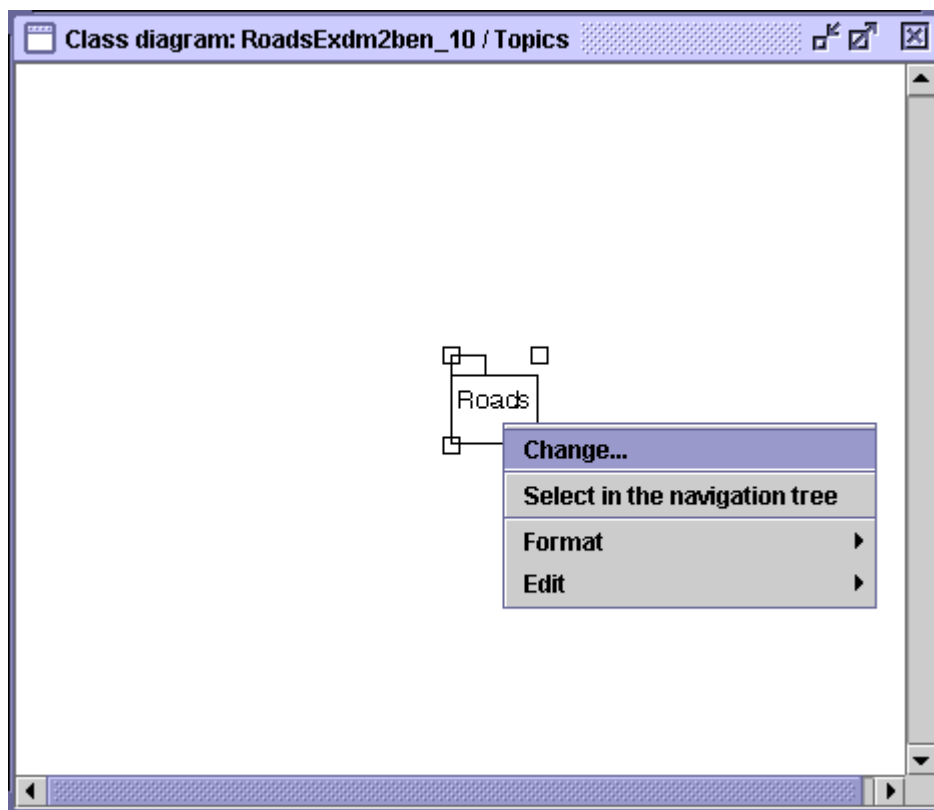 Class diagram: RoadsExdm2ben_10 / Topics
Roads
Change...
Select in the navigation tree
Format
Edit